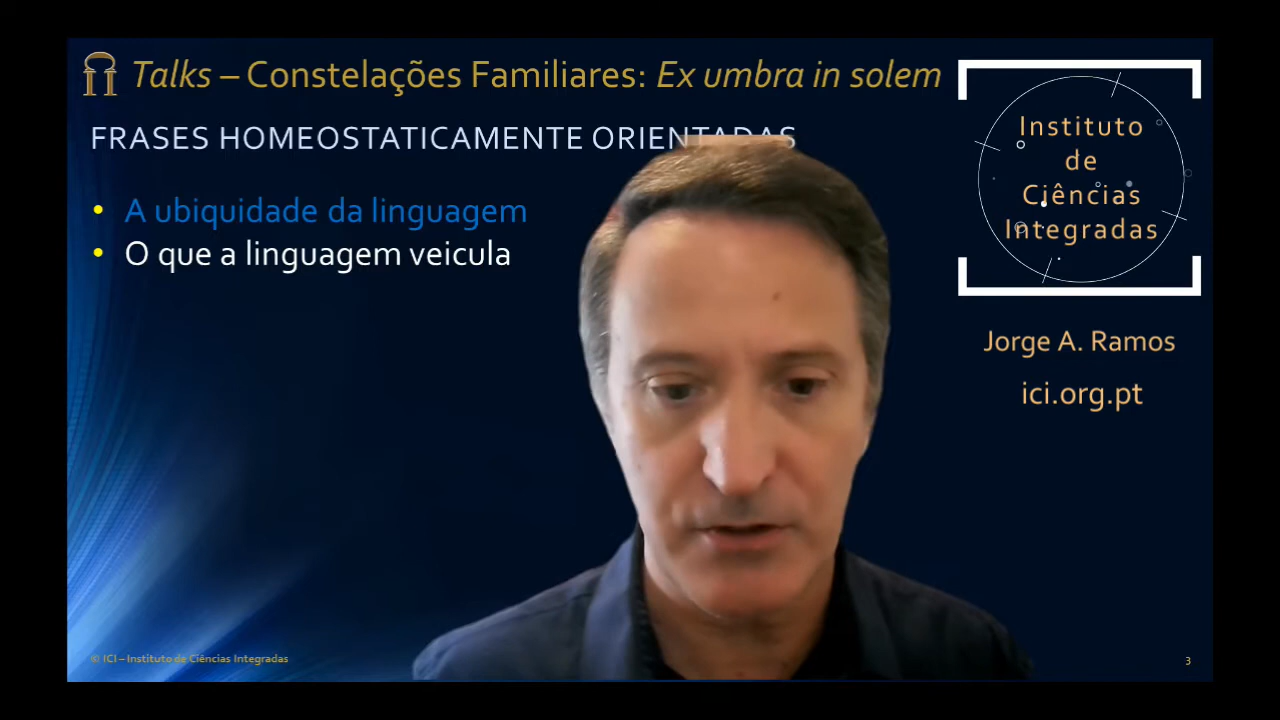 Talks – Constelações Familiares: Ex umbra in solem
FRASES HOMEOSTATICAMENTE ORIENTADAS
• A ubiquidade da linguagem
• O que a linguagem veicula
Instituto
de
Ciências
Integradas
Jorge A. Ramos
ici.org.pt
© ICI – Instituto de Ciências Integradas
3